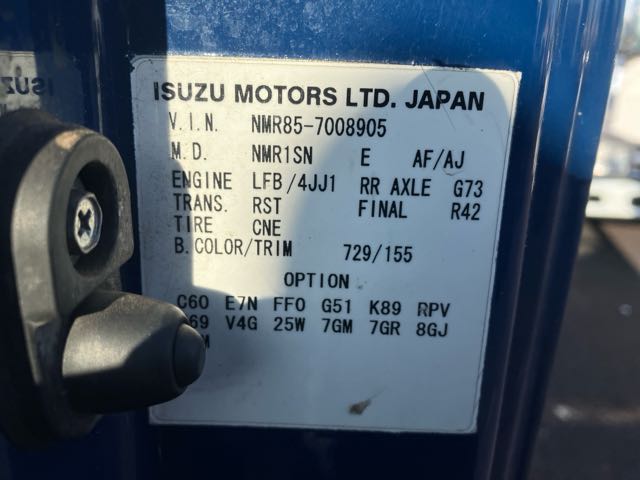 ISUZU MOTORS LTD. JAPAN
V.I.N. NMR85-7008905
M.D. NMR1SN E AF/AJ
ENGINE LFB/4JJ1 RR AXLE G73
TRANS. RST FINAL R42
TIRE CNE
B.COLOR/TRIM 729/155
OPTION
C60 E7N FFO G51 K89 RPV
V4G 25W 7GM 7GR 8GJ